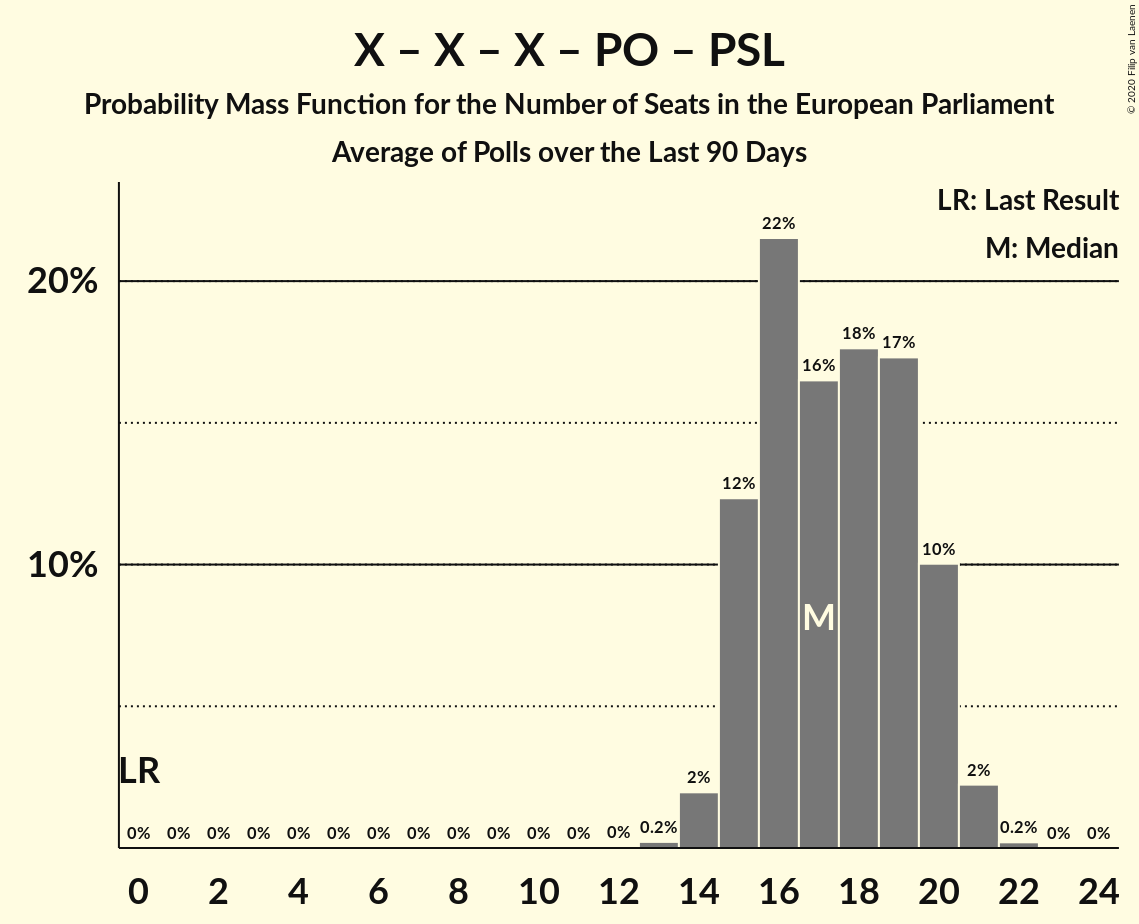 X – X – X – PO – PSL
Probability Mass Function for the Number of Seats in the European Parliament
Average of Polls over the Last 90 Days
© 2020 Filip van Laenen
LR: Last Result
M: Median
20%
10%
22%
18%
17%
16%
12%
10%
M
LR
0% 0% 0% 0% 0% 0% 0% 0% 0% 0% 0% 0% 0% 0.2% 2% 2% 0.2% 0% 0%
0 2 4 6 8 10 12 14 16 18 20 22 24